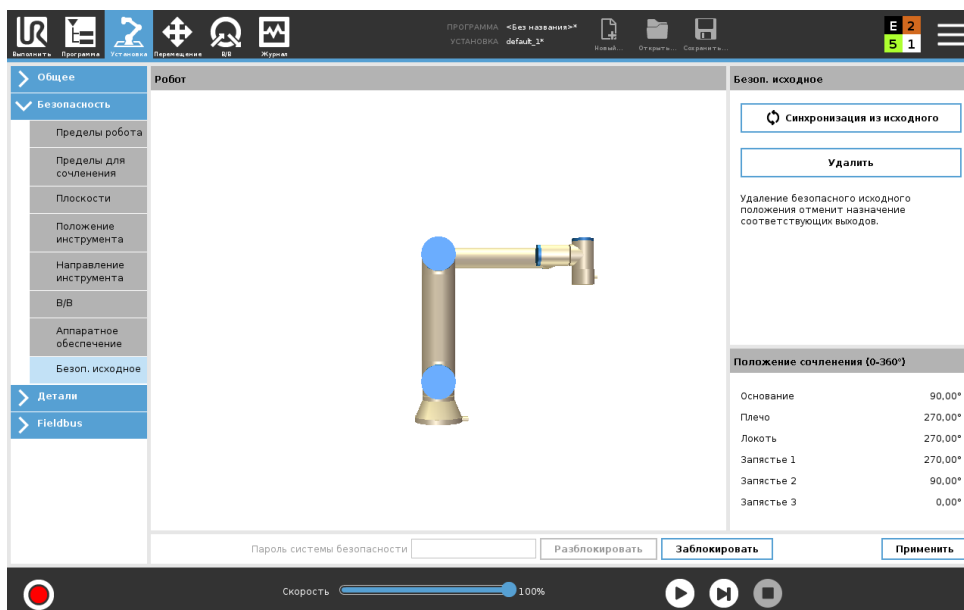 ПРОГРАММА <Без названия>*
УСТАНОВКА default_1*
Выполнить Программа Установка Перемещение В/В Журнал
Новый... Открыть... Сохранить...
E 2
5 1
Общее
Безопасность
Пределы робота
Пределы для
сочленения
Плоскости
Положение
инструмента
Направление
инструмента
В/В
Аппаратное
обеспечение
Безоп. исходное
Детали
Fieldbus
Робот
Безоп. исходное
Синхронизация из исходного
Удалить
Удаление безопасного исходного
положения отменит назначение
соответствующих выходов.
Положение сочленения (0-360°)
Основание 90,00°
Плечо 270,00°
Локоть 270,00°
Запястье 1 270,00°
Запястье 2 90,00°
Запястье 3 0,00°
Пароль системы безопасности Разблокировать Заблокировать Применить
Скорость 100%